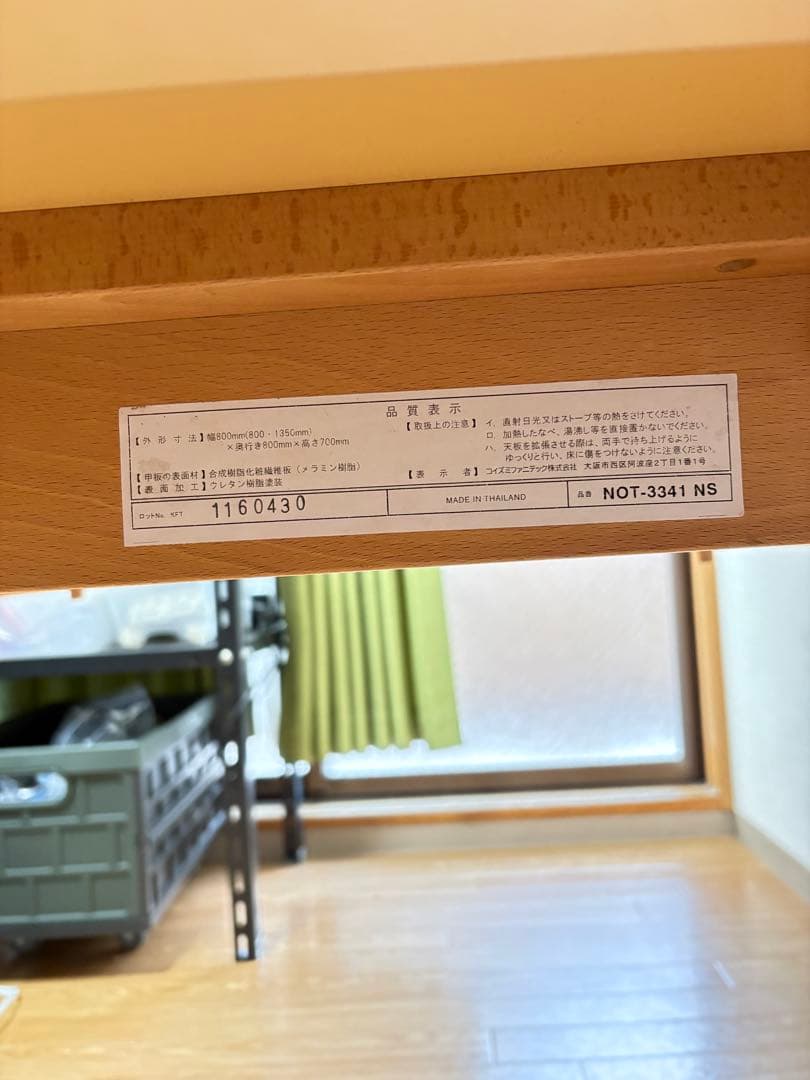 品質表示
【外形寸法】幅800mm(800・1350mm)
×奥行き800mm×高さ700mm
【甲板の表面材】合成樹脂化粧繊維板（メラミン樹脂）
【表面加工】ウレタン樹脂塗装
【取扱上の注意】イ、直射日光又はストーブ等の熱をさけてください。
ロ、加熱したなべ、湯沸し等を直接置かないでください。
ハ、天板を拡張させる際は、両手で持ち上げるように
ゆっくりと行い、床に傷をつけないように注意ください。
【表示者】コイズミファニテック株式会社 大阪市西区阿波座2丁目1番1号
ロットNo. KFT 1160430
MADE IN THAILAND
品番 NOT-3341 NS